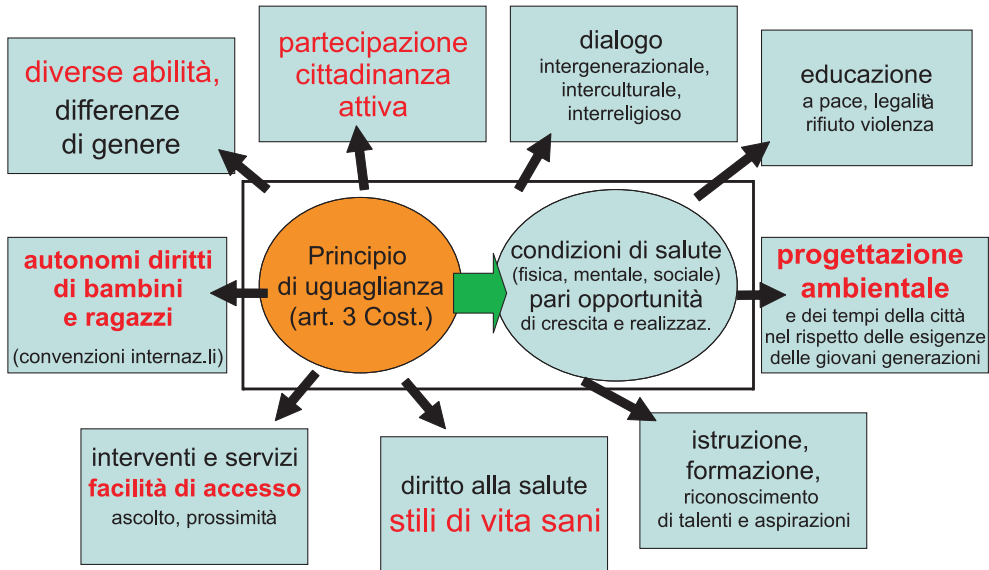 diverse abilità,
differenze
di genere
partecipazione
cittadinanza
attiva
dialogo
intergenerazionale,
interculturale,
interreligioso
educazione
a pace, legalità
rifiuto violenza
autonomi diritti
di bambini
e ragazzi
(convenzioni internaz.li)
Principio
di uguaglianza
(art. 3 Cost.)
condizioni di salute
(fisica, mentale, sociale)
pari opportunità
di crescita e realizzaz.
progettazione
ambientale
e dei tempi della città
nel rispetto delle esigenze
delle giovani generazioni
interventi e servizi
facilità di accesso
ascolto, prossimità
diritto alla salute
stili di vita sani
istruzione,
formazione,
riconoscimento
di talenti e aspirazioni